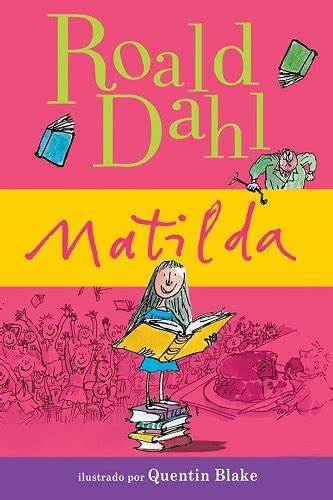 Roald
Dahl
Matilda
ilustrado por Quentin Blake